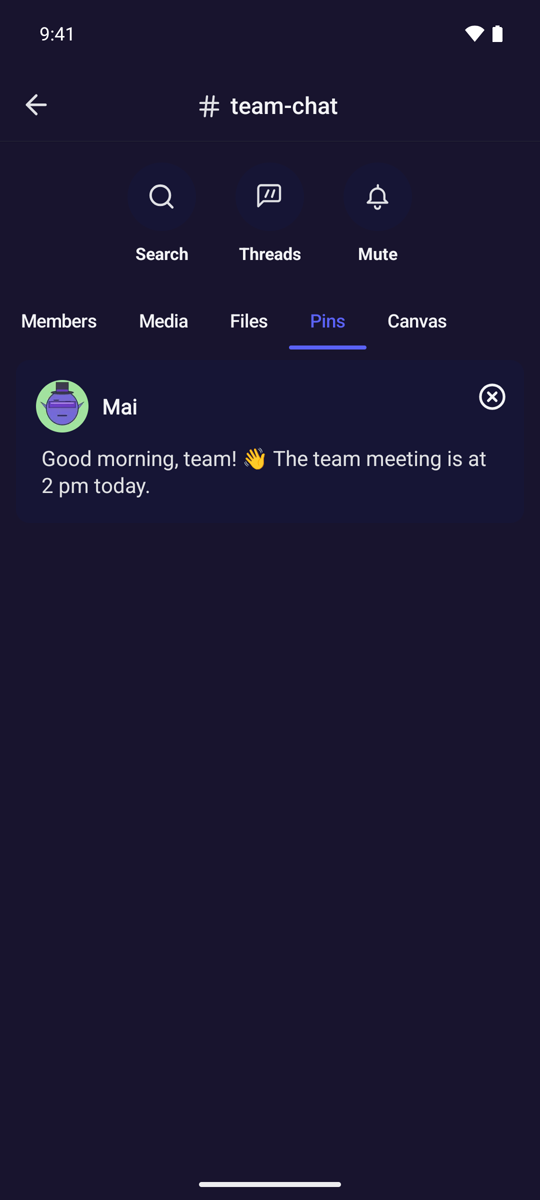 9:41
# team-chat
Search Threads Mute
Members Media Files Pins Canvas
Mai
Good morning, team! 👋 The team meeting is at
2 pm today.